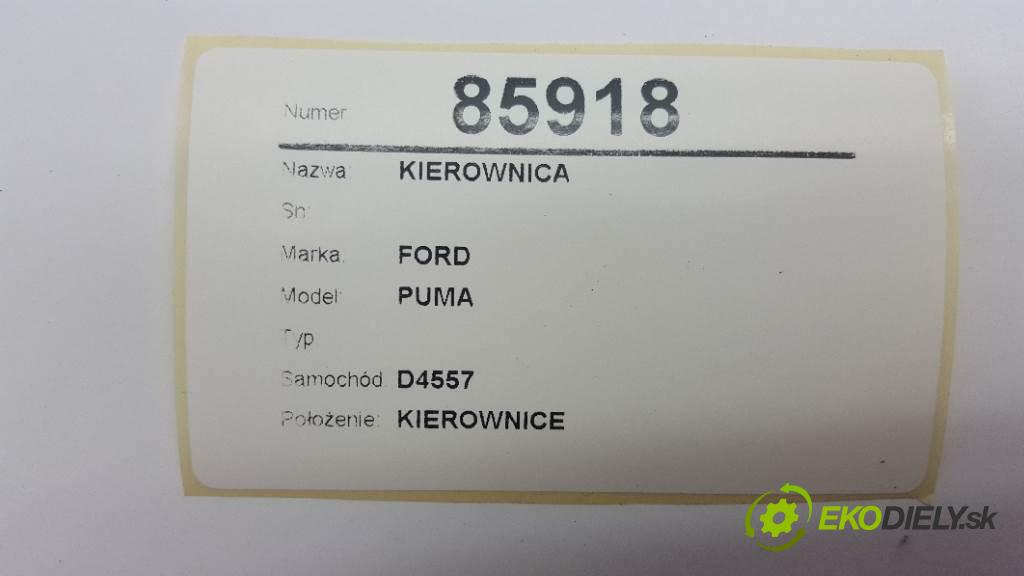 Numer 85918
Nazwa: KIEROWNICA
Sn:
Marka: FORD
Model: PUMA
Typ
Samochód D4557
Położenie: KIEROWNICE
EKODIELY.sk